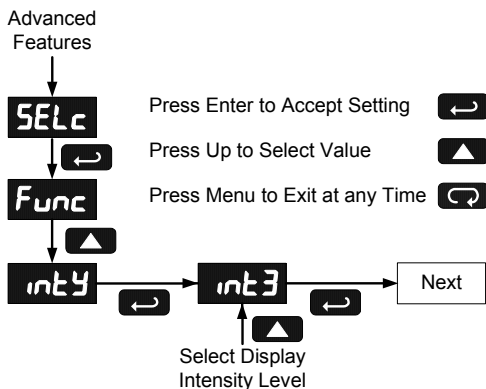 Advanced
Features
SELc
Press Enter to Accept Setting
Press Up to Select Value
Func
Press Menu to Exit at any Time
intY
int3
Next
Select Display
Intensity Level